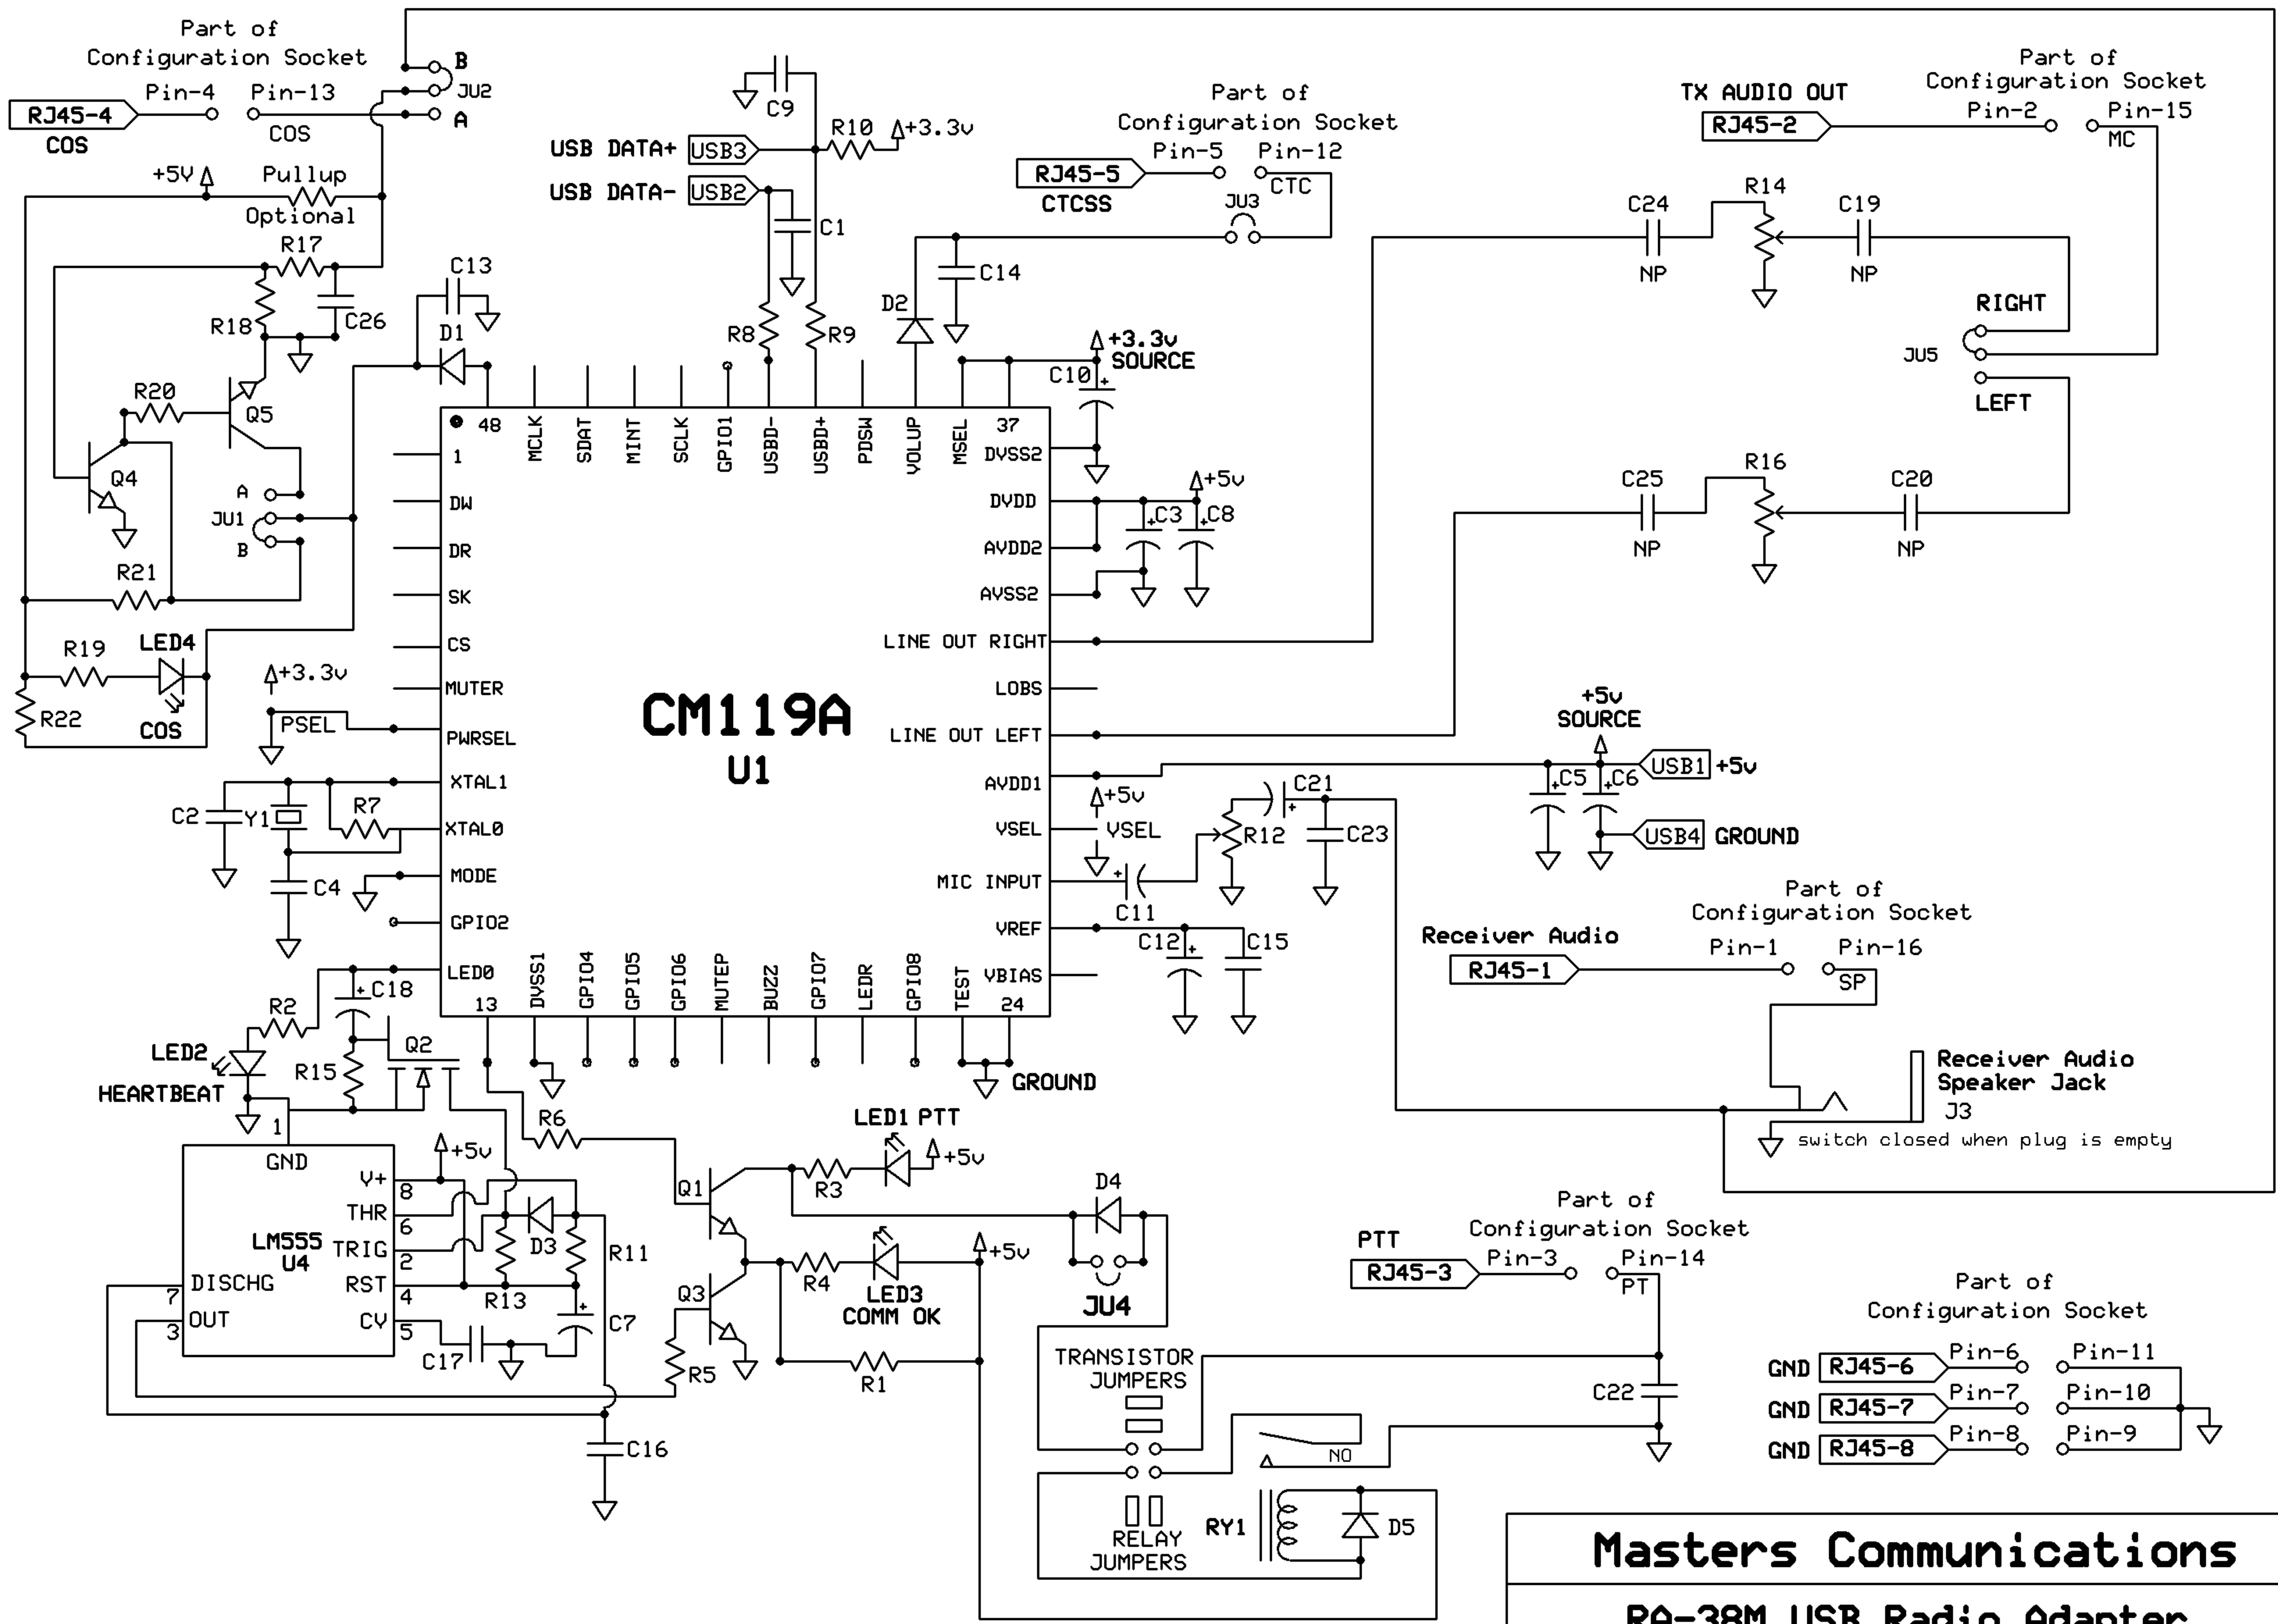 Part of
Configuration Socket
Pin-4 Pin-13
RJ45-4
COS
COS
B
JU2
A
+5V
Pullup
Optional
R17
R18
C26
C13
D1
R20
Q5
Q4
A
JU1
B
R21
R19
LED4
COS
R22
+3.3v
PSEL
C9
R10
+3.3v
USB DATA+ USB3
USB DATA- USB2
C1
R8
R9
Part of
Configuration Socket
Pin-5 Pin-12
RJ45-5
CTCSS
CTC
JU3
C14
D2
+3.3v
SOURCE
C10
TX AUDIO OUT
RJ45-2
Part of
Configuration Socket
Pin-2 Pin-15
MC
C24
NP
R14
C19
NP
RIGHT
JU5
LEFT
C25
NP
R16
C20
NP
48
MCLK
SDAT
MINT
SCLK
GPIO1
USBD-
USBD+
PDSW
VOLUP
MSEL
37
1
DW
DR
SK
CS
MUTER
PWRSEL
XTAL1
XTAL0
MODE
GPIO2
LED0
CM119A
U1
DVSS2
DVDD
AVDD2
AVSS2
LINE OUT RIGHT
LOBS
LINE OUT LEFT
AVDD1
VSEL
MIC INPUT
VREF
VBIAS
13
DVSS1
GPIO4
GPIO5
GPIO6
MUTEP
BUZZ
GPIO7
LEDR
GPIO8
TEST
24
+5v
C3
C8
+5v
SOURCE
C5
C6
USB1 +5v
USB4 GROUND
+5v
VSEL
C21
R12
C23
C11
C12
C15
C2
Y1
R7
C4
R2
C18
LED2
HEARTBEAT
R15
Q2
GROUND
Part of
Configuration Socket
Receiver Audio
RJ45-1
Pin-1 Pin-16
SP
Receiver Audio
Speaker Jack
J3
switch closed when plug is empty
1
GND
V+
8
THR
6
TRIG
2
RST
4
CV
5
LM555
U4
DISCHG
7
OUT
3
+5v
D3
R11
R13
C7
C17
C16
R6
Q1
R3
LED1 PTT
+5v
R4
LED3
COMM OK
+5v
Q3
R5
R1
D4
JU4
TRANSISTOR
JUMPERS
RELAY
JUMPERS
NO
RY1
D5
PTT
RJ45-3
Part of
Configuration Socket
Pin-3 Pin-14
PT
C22
Part of
Configuration Socket
GND RJ45-6 Pin-6 Pin-11
GND RJ45-7 Pin-7 Pin-10
GND RJ45-8 Pin-8 Pin-9
Masters Communications
RA-38M USB Radio Adapter